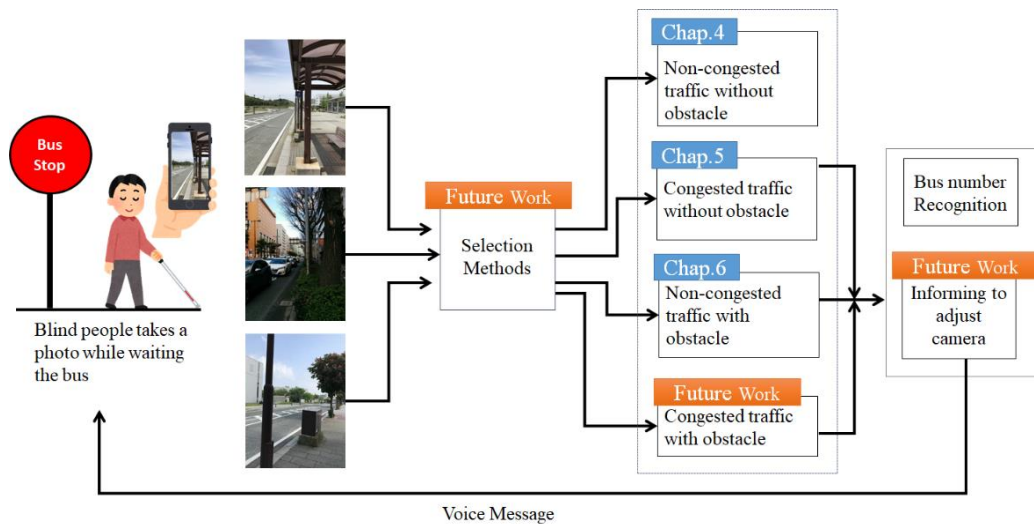 Bus
Stop
Blind people takes a
photo while waiting
the bus
Future Work
Selection
Methods
Chap.4
Non-congested
traffic without
obstacle
Chap.5
Congested traffic
without obstacle
Chap.6
Non-congested
traffic with
obstacle
Future Work
Congested traffic
with obstacle
Bus number
Recognition
Future Work
Informing to
adjust
camera
Voice Message